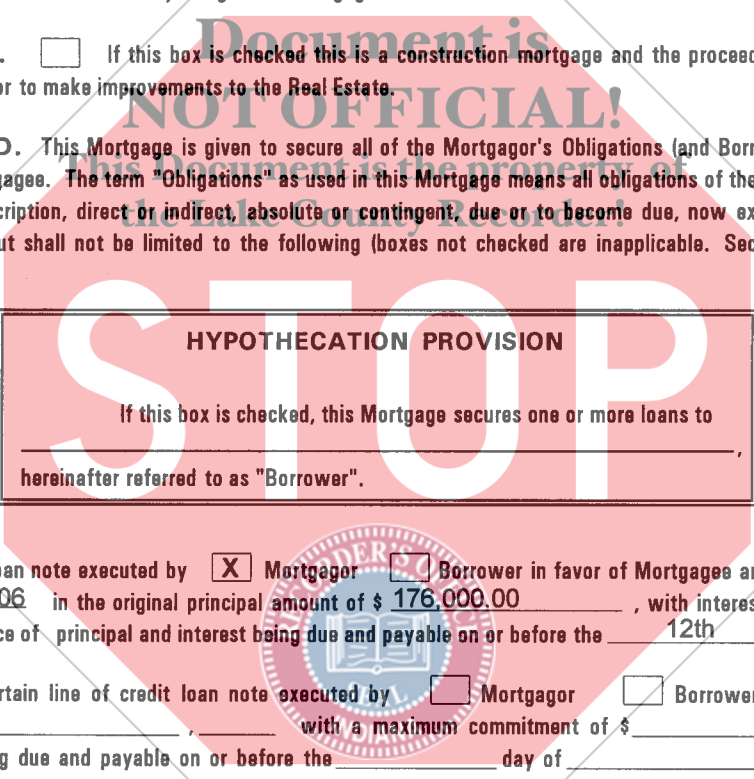 Document is
. If this box is checked this is a construction mortgage and the proceed
or to make improvements to the Real Estate.
NOT OFFICIAL!
D. This Mortgage is given to secure all of the Mortgagor's Obligations (and Borr
gagee. The term "Obligations" as used in this Mortgage means all obligations of the
This Document is the property of
cription, direct or indirect, absolute or contingent, due or to become due, now ex
the Lake County Recorder!
ut shall not be limited to the following (boxes not checked are inapplicable. Sec
STOP
HYPOTHECATION PROVISION
If this box is checked, this Mortgage secures one or more loans to
,
hereinafter referred to as "Borrower".
oan note executed by X Mortgagor Borrower in favor of Mortgagee a
06 in the original principal amount of $ 176,000.00 , with interes
ce of principal and interest being due and payable on or before the 12th
RECORDER'S OFFICE
rtain line of credit loan note executed by Mortgagor Borrower
SEAL
, with a maximum commitment of $
INDIANA
g due and payable on or before the day of